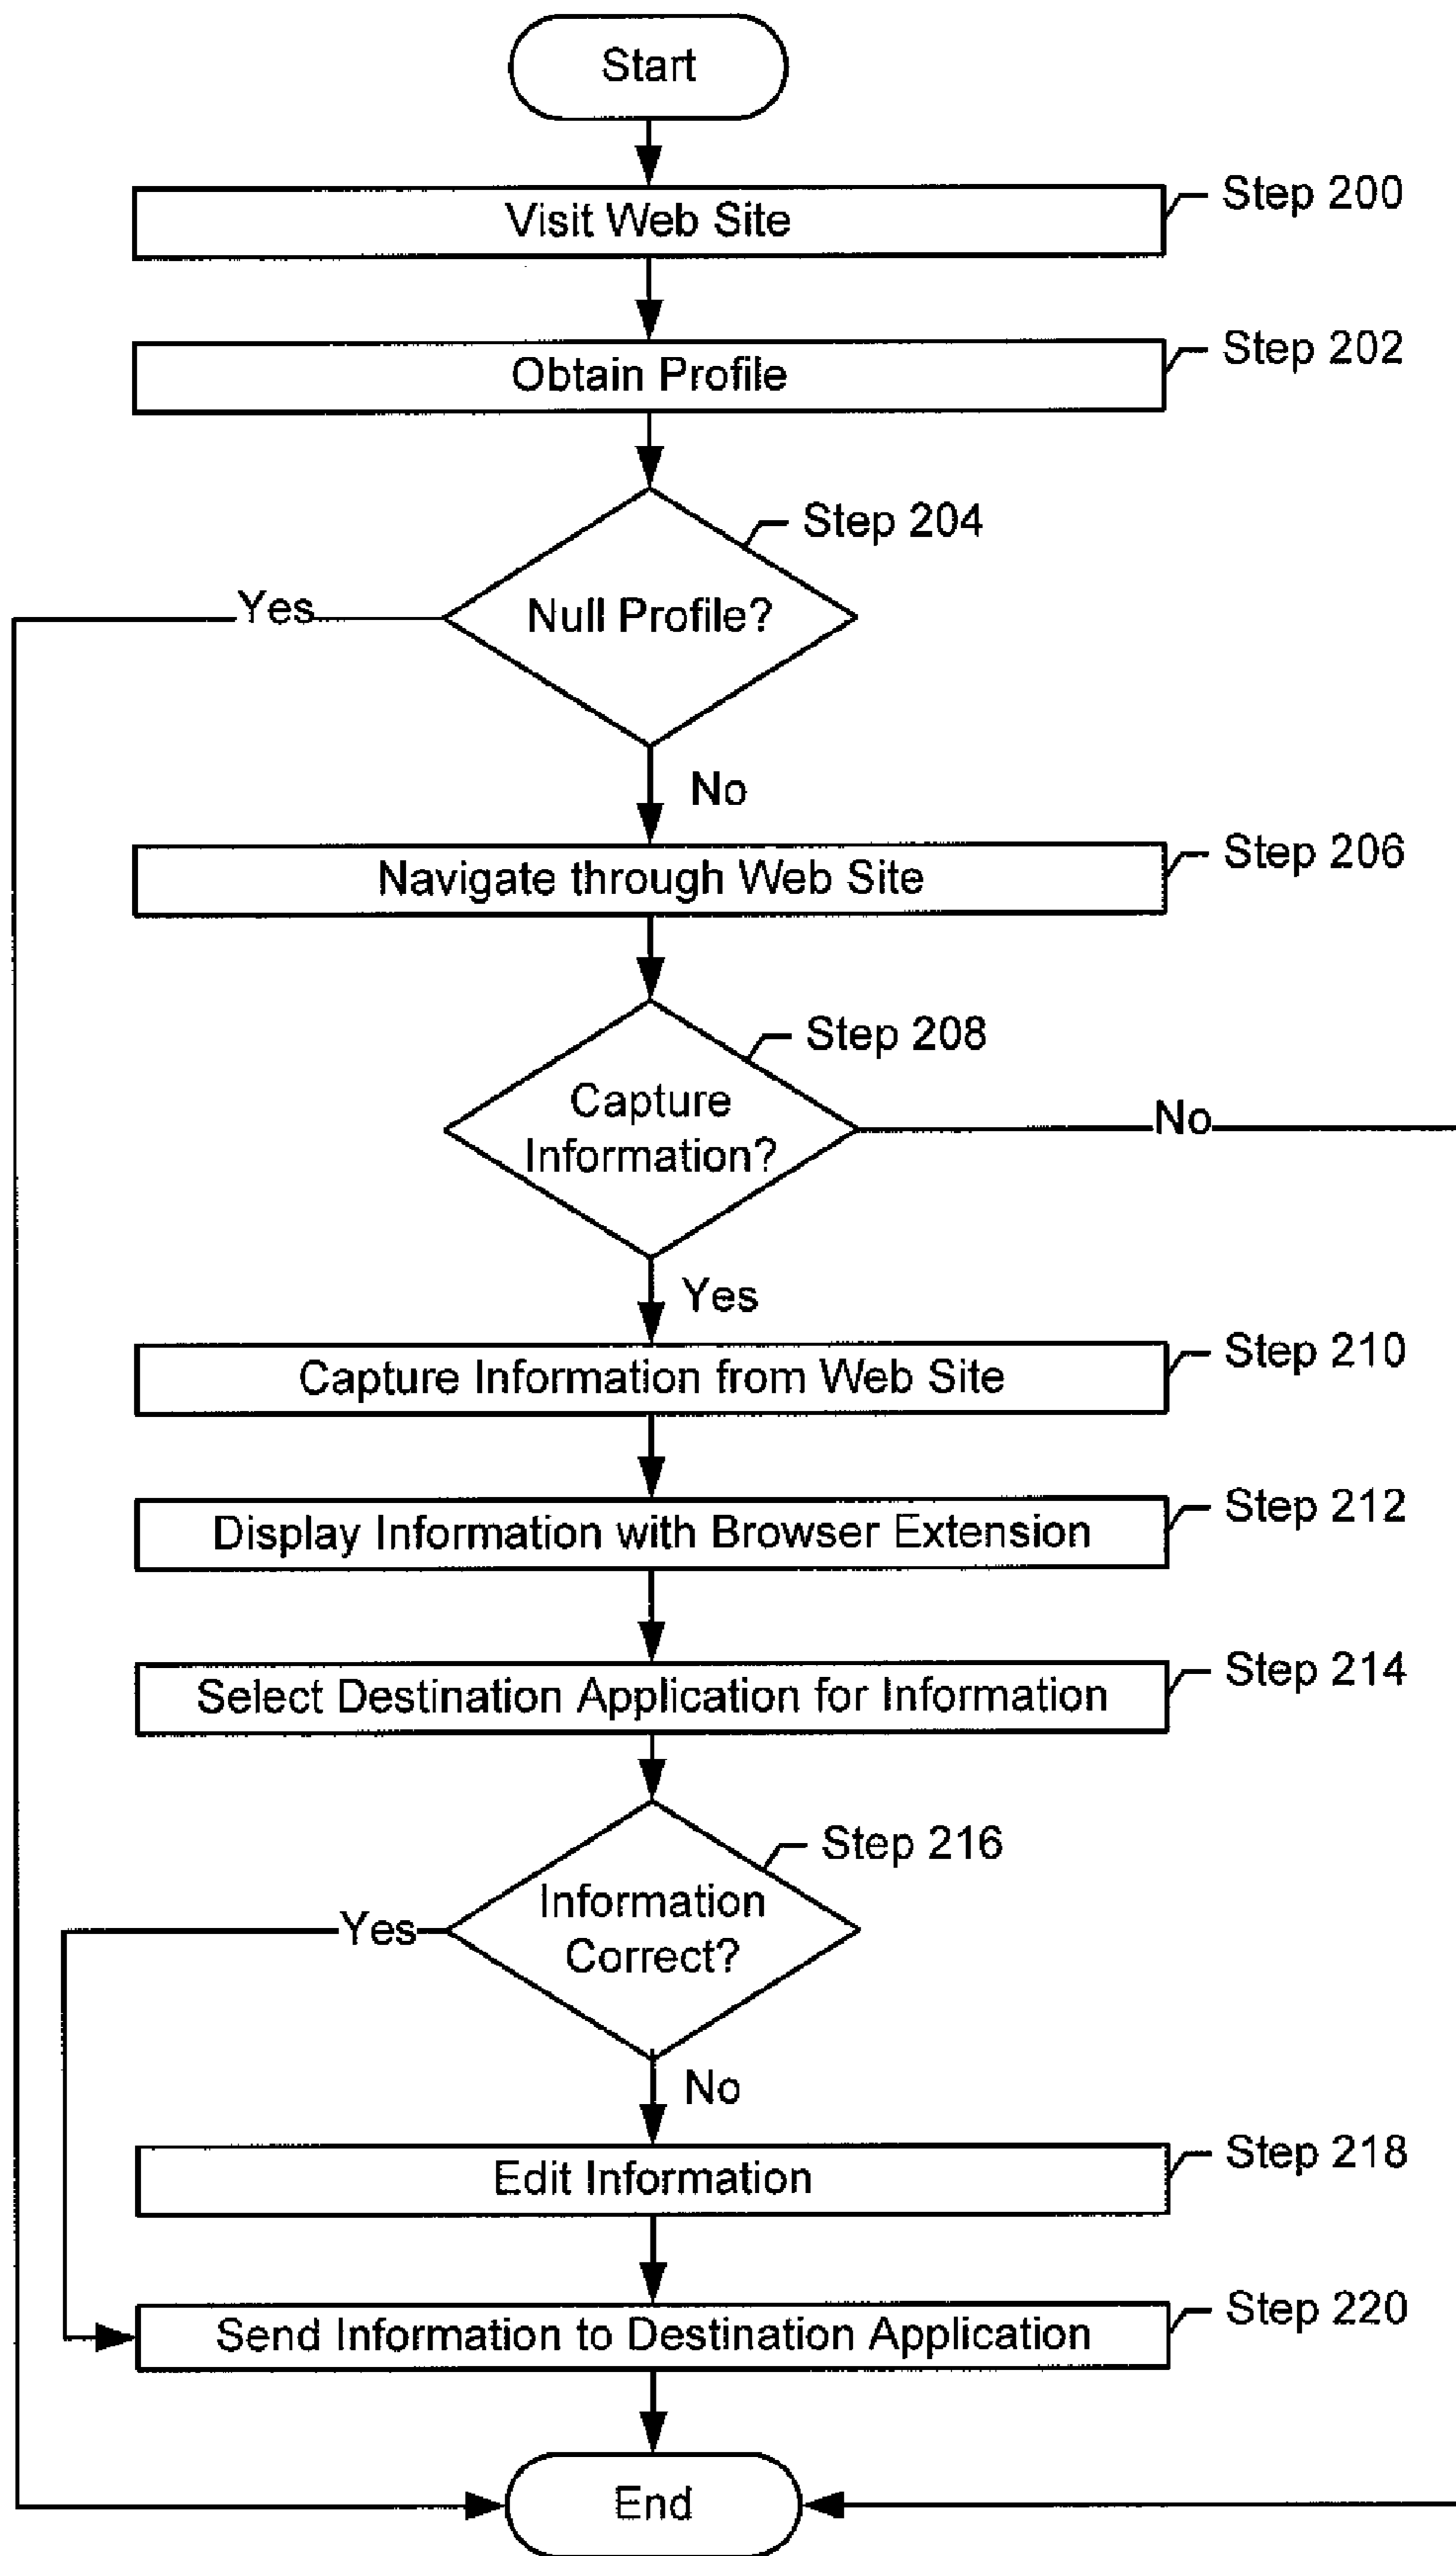 Start
Visit Web Site
Step 200
Obtain Profile
Step 202
Step 204
Null Profile?
Yes
No
Navigate through Web Site
Step 206
Step 208
Capture
Information?
No
Yes
Capture Information from Web Site
Step 210
Display Information with Browser Extension
Step 212
Select Destination Application for Information
Step 214
Step 216
Information
Correct?
Yes
No
Edit Information
Step 218
Send Information to Destination Application
Step 220
End